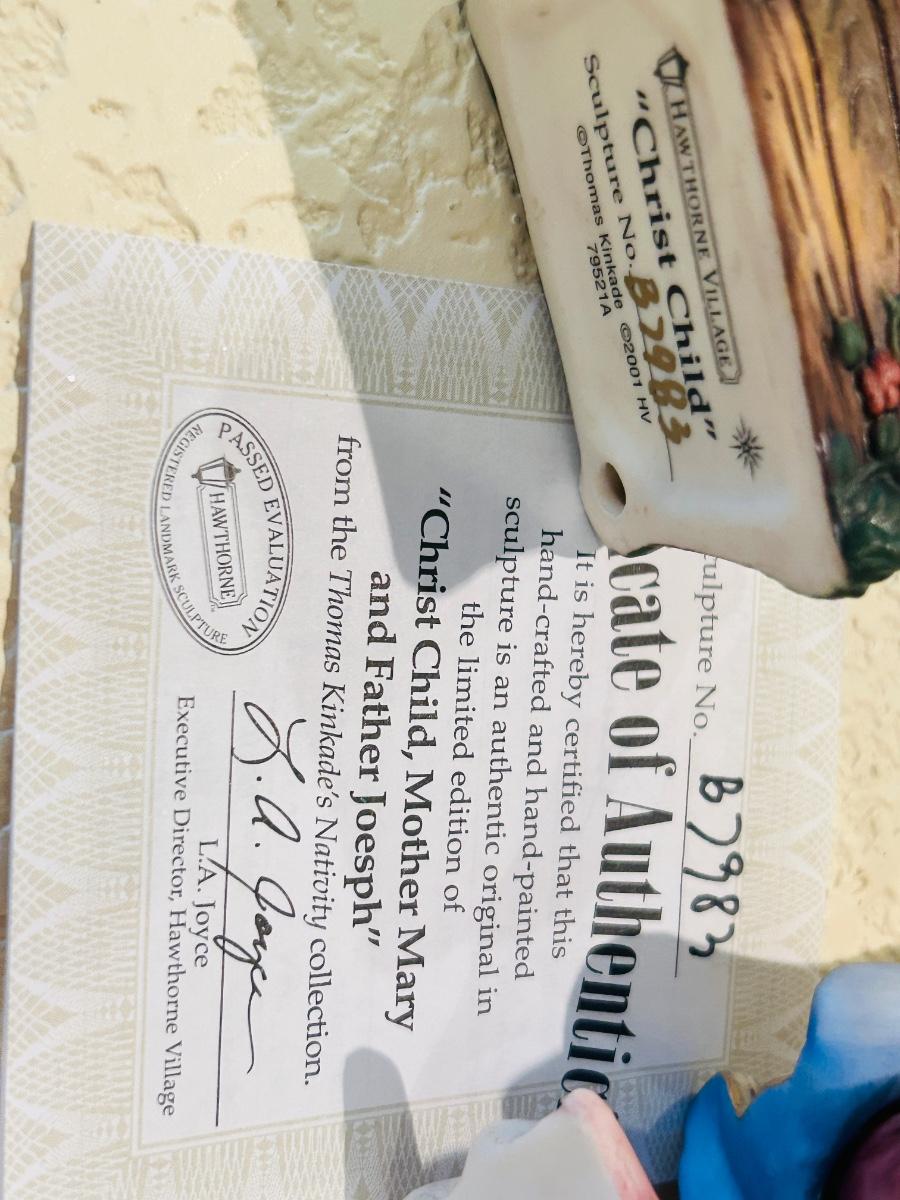 HAWTHORNE VILLAGE
"Christ Child"
Sculpture No. B7983
©Thomas Kinkade ©2001 HV
79521A
No. B7983
of
It is hereby certified that this
hand-crafted and hand-painted
sculpture is an authentic original in
the limited edition of
"Christ Child, Mother Mary
and Father Joesph"
from the Thomas Kinkade's Nativity collection.
PASSED EVALUATION
HAWTHORNE
REGISTERED LANDMARK SCULPTURE
L.A. Joyce
L.A. Joyce
Executive Director, Hawthorne Village